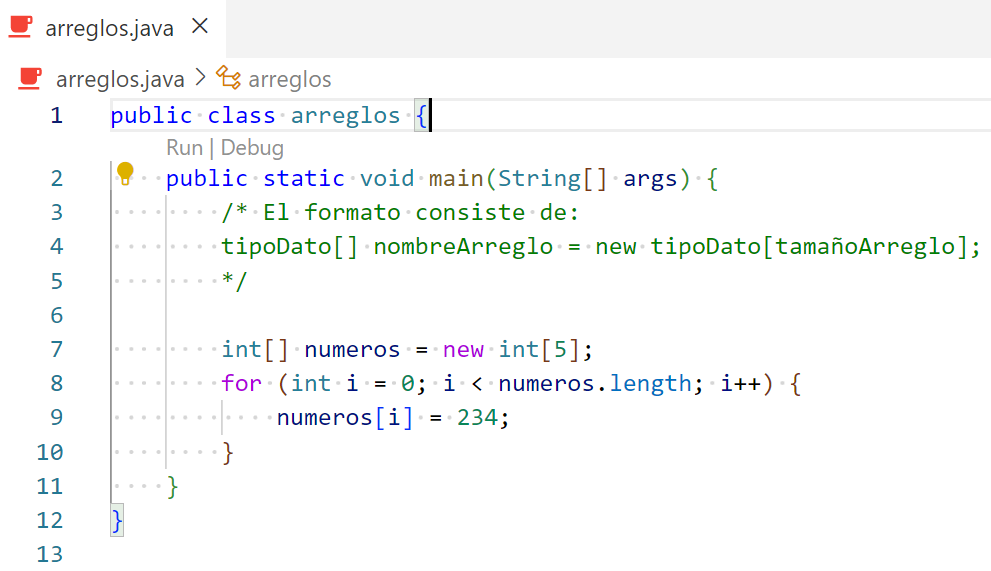 arreglos.java ×
arreglos.java > arreglos
1 public class arreglos {
Run | Debug
2     public static void main(String[] args) {
3         /* El formato consiste de:
4         tipoDato[] nombreArreglo = new tipoDato[tamañoArreglo];
5         */
6
7         int[] numeros = new int[5];
8         for (int i = 0; i < numeros.length; i++) {
9             numeros[i] = 234;
10         }
11     }
12 }
13